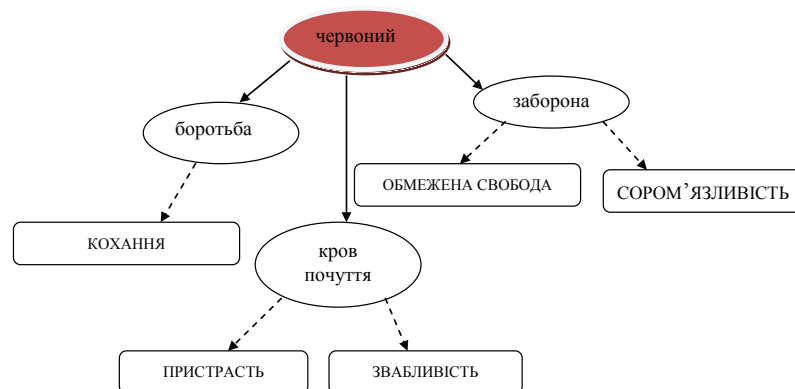 червоний
боротьба
заборона
ОБМЕЖЕНА СВОБОДА
СОРОМ’ЯЗЛИВІСТЬ
КОХАННЯ
кров
почуття
ПРИСТРАСТЬ
ЗВАБЛИВІСТЬ